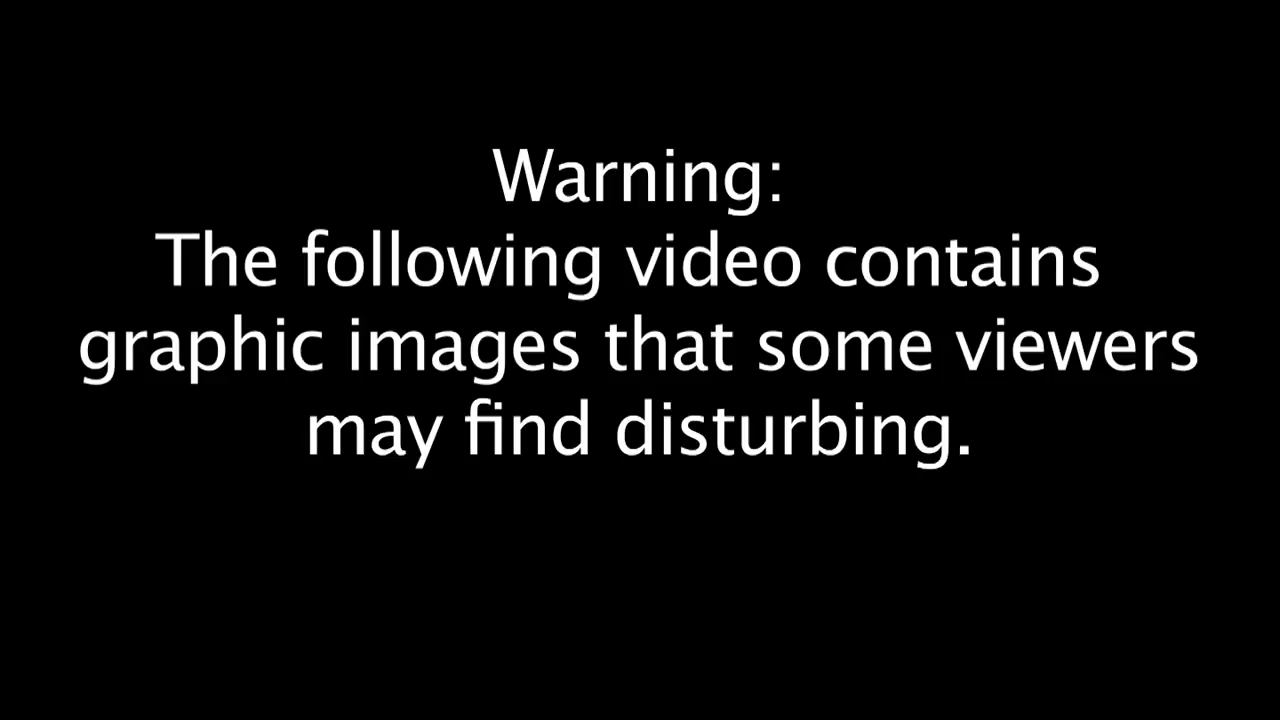 Warning:
The following video contains
graphic images that some viewers
may find disturbing.